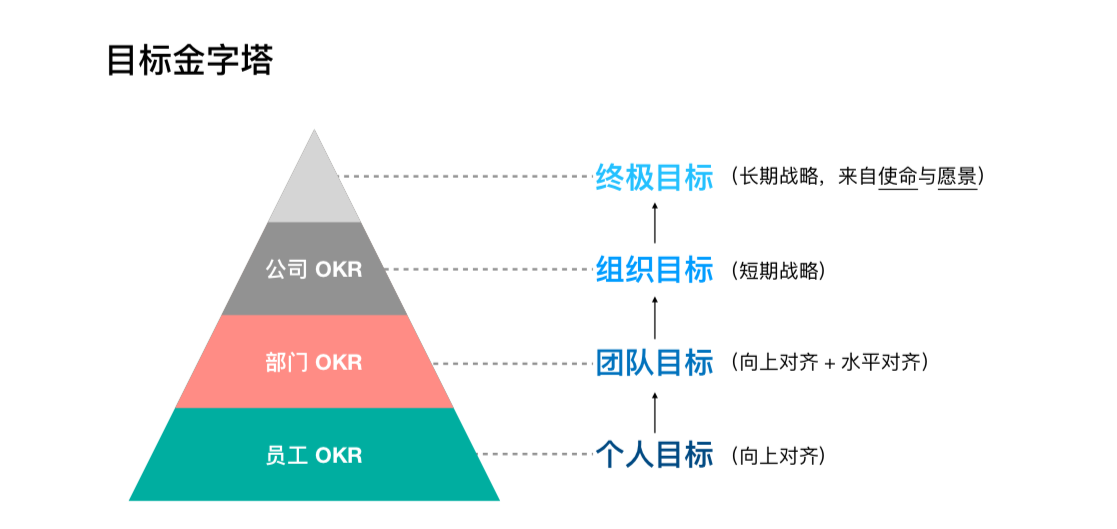 目标金字塔
终极目标 (长期战略，来自使命与愿景)
公司 OKR 组织目标 (短期战略)
部门 OKR 团队目标 (向上对齐 + 水平对齐)
员工 OKR 个人目标 (向上对齐)